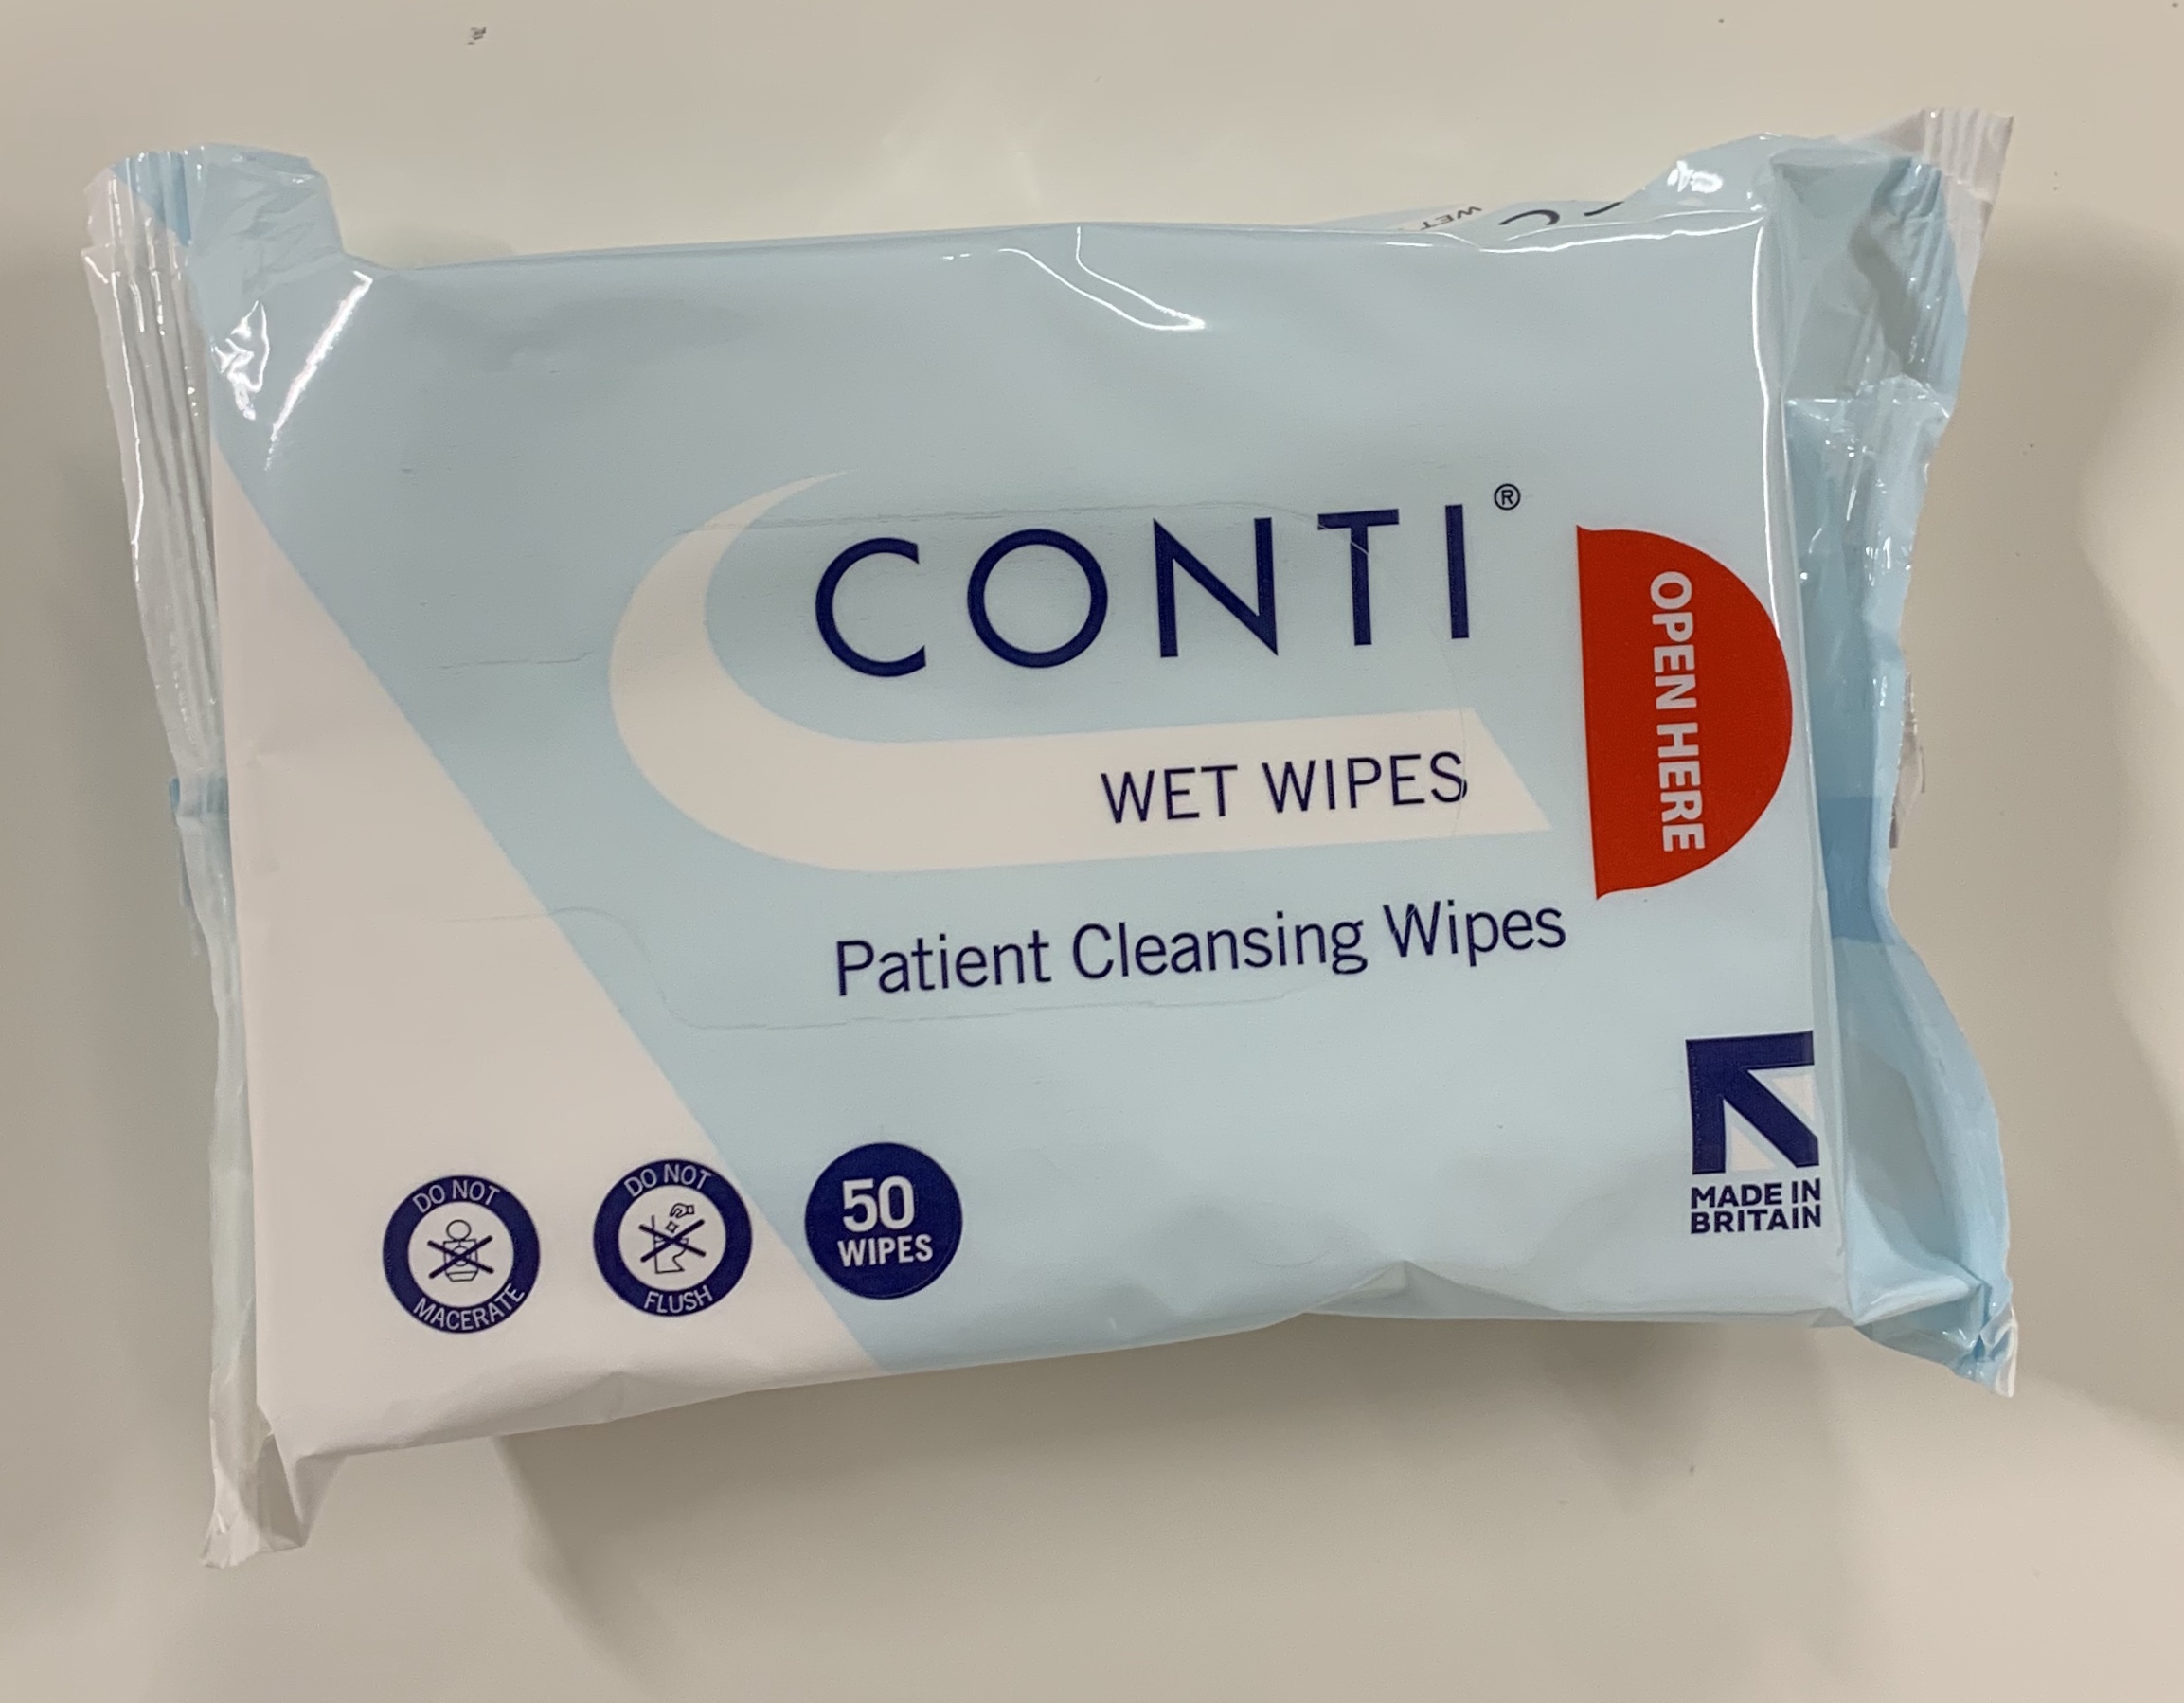 WET
C
CONTI®
WET WIPES
OPEN HERE
Patient Cleansing Wipes
DO NOT
MACERATE
DO NOT
FLUSH
50
WIPES
MADE IN
BRITAIN